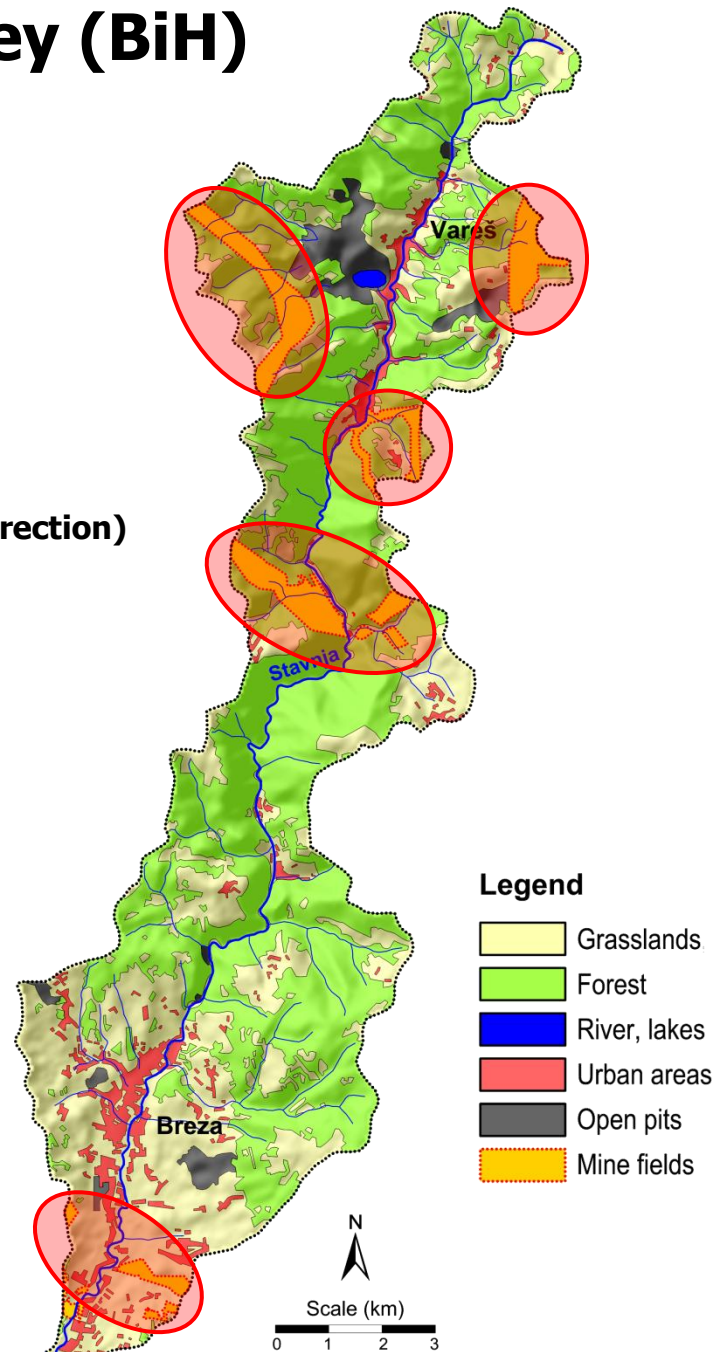 ey (BiH)
Vareš
rection)
Stavnja
Legend
Grasslands
Forest
River, lakes
Urban areas
Open pits
Mine fields
Breza
N
Scale (km)
0 1 2 3